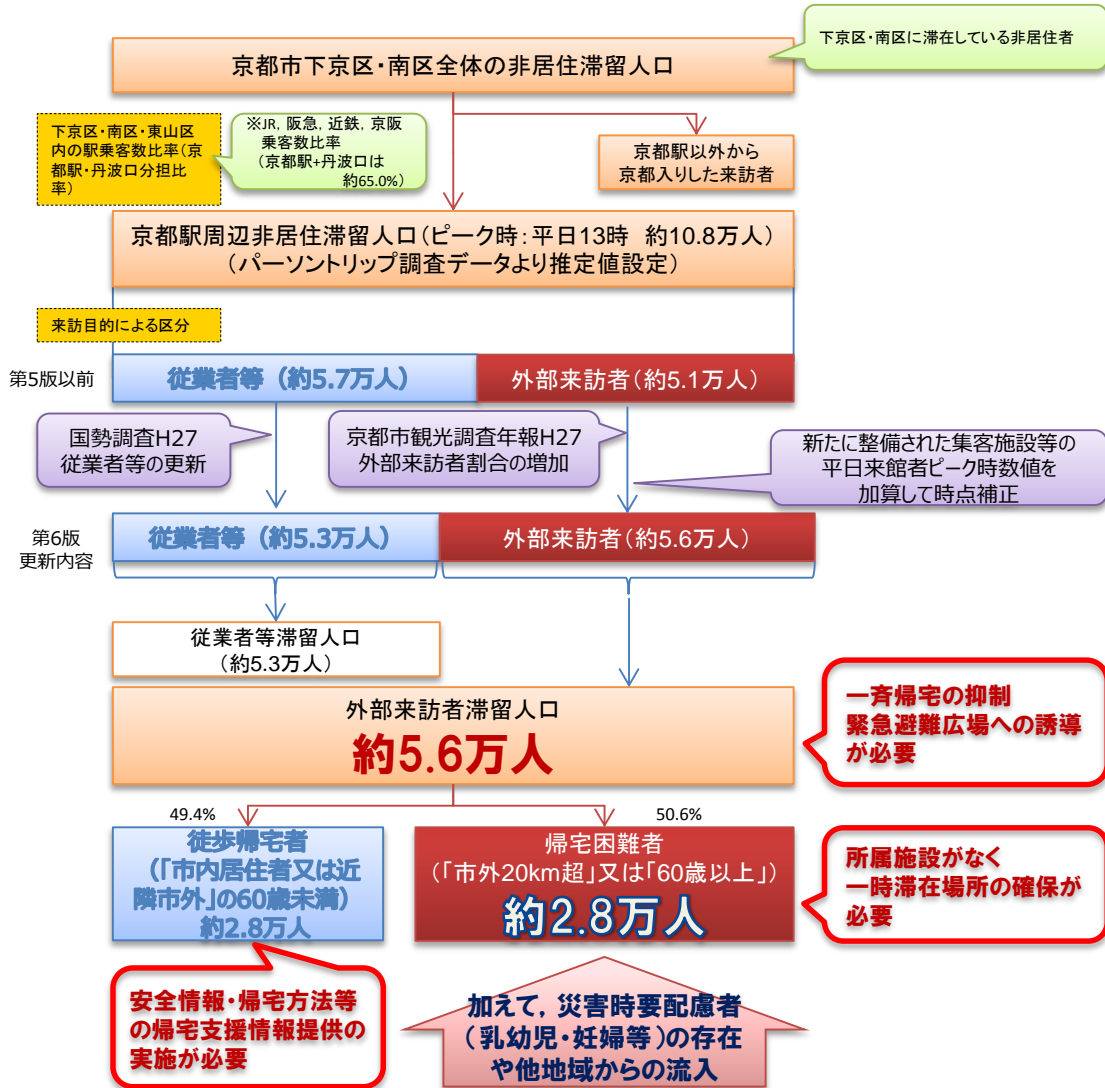 下京区・南区に滞在している非居住者
京都市下京区・南区全体の非居住滞留人口
下京区・南区・東山区
内の駅乗客数比率(京
都駅・丹波口分担比
率)
※JR, 阪急, 近鉄, 京阪
乗客数比率
(京都駅+丹波口は
約65.0%)
京都駅以外から
京都入りした来訪者
京都駅周辺非居住滞留人口(ピーク時:平日13時 約10.8万人)
(パーソントリップ調査データより推定値設定)
来訪目的による区分
第5版以前
従業者等(約5.7万人)
外部来訪者(約5.1万人)
国勢調査H27
従業者等の更新
京都市観光調査年報H27
外部来訪者割合の増加
新たに整備された集客施設等の
平日来館者ピーク時数値を
加算して時点補正
第6版
更新内容
従業者等(約5.3万人)
外部来訪者(約5.6万人)
従業者等滞留人口
(約5.3万人)
外部来訪者滞留人口
約5.6万人
一斉帰宅の抑制
緊急避難広場への誘導
が必要
49.4%
50.6%
徒歩帰宅者
(「市内居住者又は近
隣市外」の60歳未満)
約2.8万人
帰宅困難者
(「市外20km超」又は「60歳以上」)
約2.8万人
所属施設がなく
一時滞在場所の確保が
必要
安全情報・帰宅方法等
の帰宅支援情報提供の
実施が必要
加えて, 災害時要配慮者
(乳幼児・妊婦等)の存在
や他地域からの流入